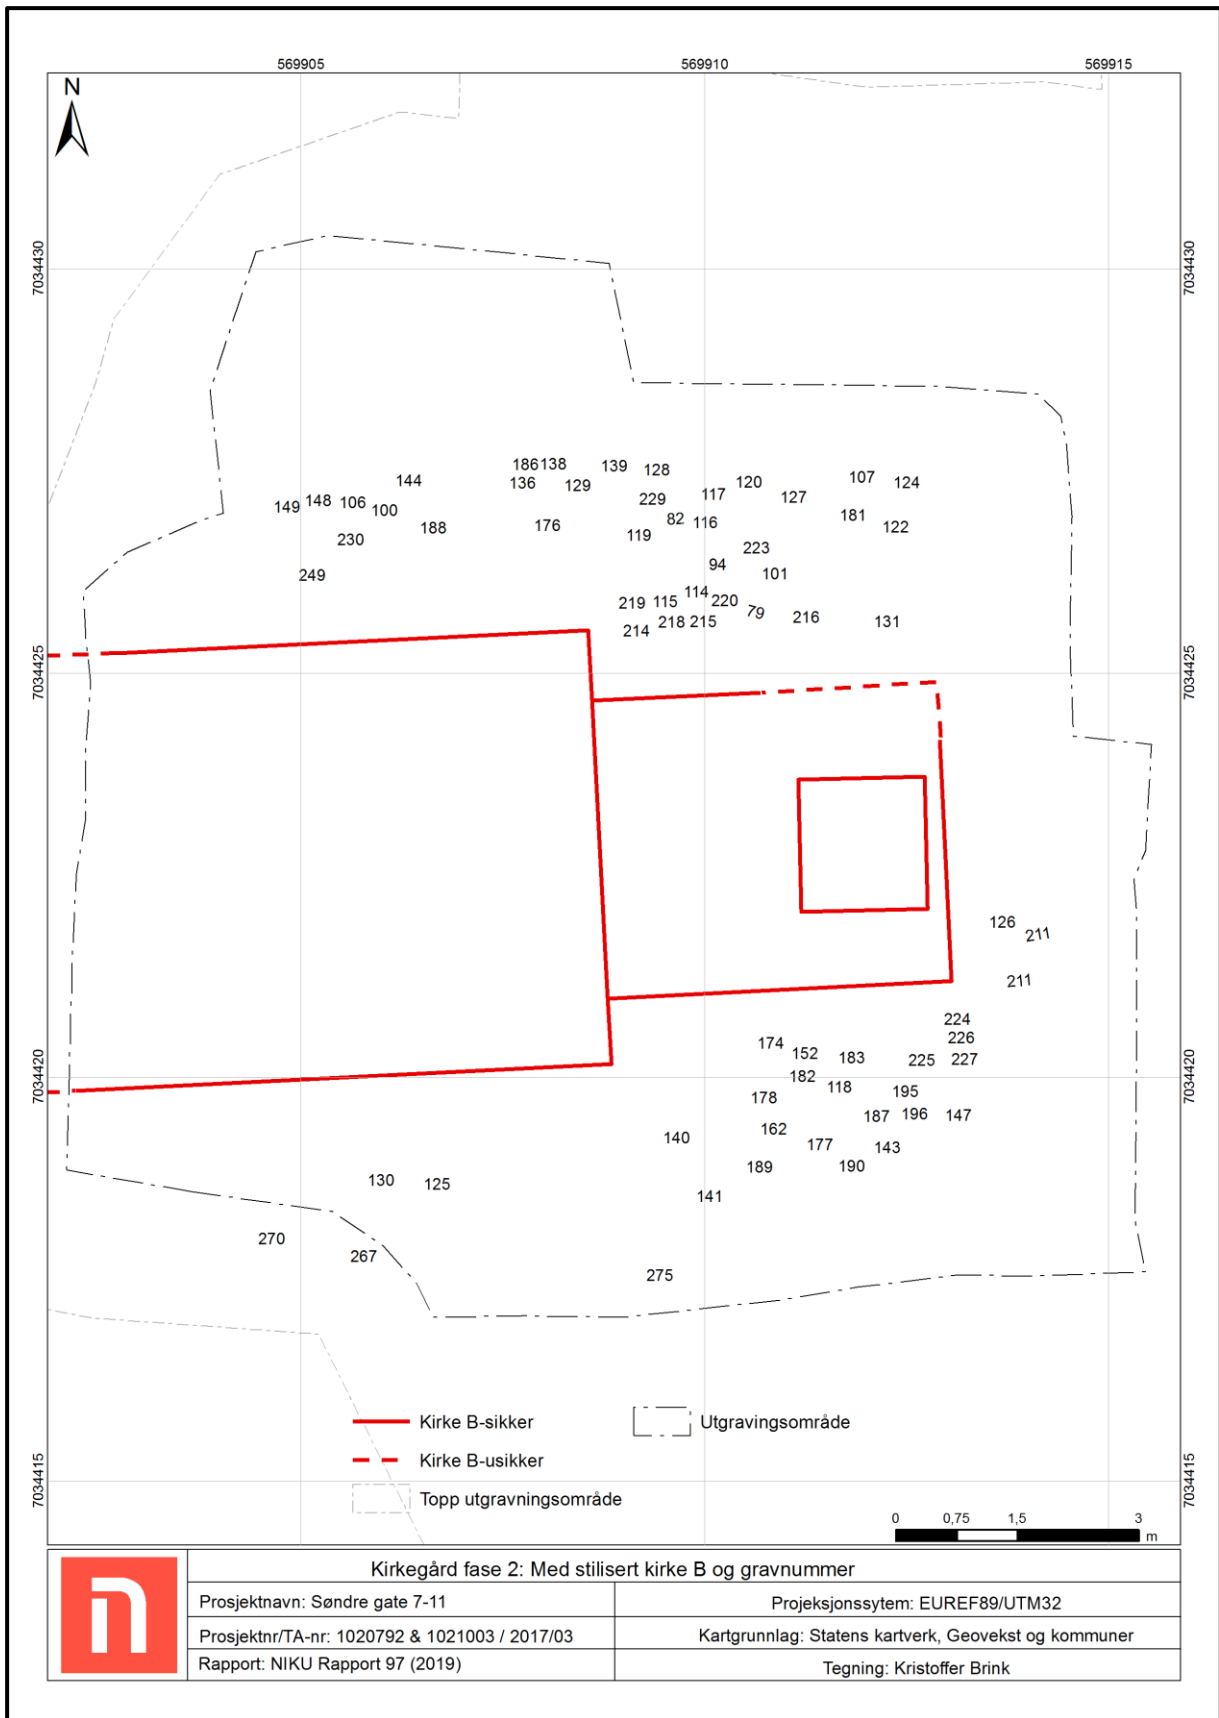 569905 569910 569915
N
7034430 7034430
186 138 139 128
144 136 129 120 107 124
149 148 106 100 229 117 127
188 176 82 116 181 122
230 119
223
249 94 101
219 115 114 220 79 216 131
214 218 215
7034425 7034425
126 211
211
224
174 152 183 226
225 227
7034420 7034420
182 118 195
178 187 196 147
140 162 177 143
189 190
130 125 141
270 267
275
Kirke B-sikker Utgravingsområde
Kirke B-usikker
Topp utgravningsområde
7034415 7034415
0 0,75 1,5 3
m
Kirkegård fase 2: Med stilisert kirke B og gravnummer
Prosjektnavn: Søndre gate 7-11 Projeksjonssytem: EUREF89/UTM32
Prosjektnr/TA-nr: 1020792 & 1021003 / 2017/03 Kartgrunnlag: Statens kartverk, Geovekst og kommuner
Rapport: NIKU Rapport 97 (2019) Tegning: Kristoffer Brink